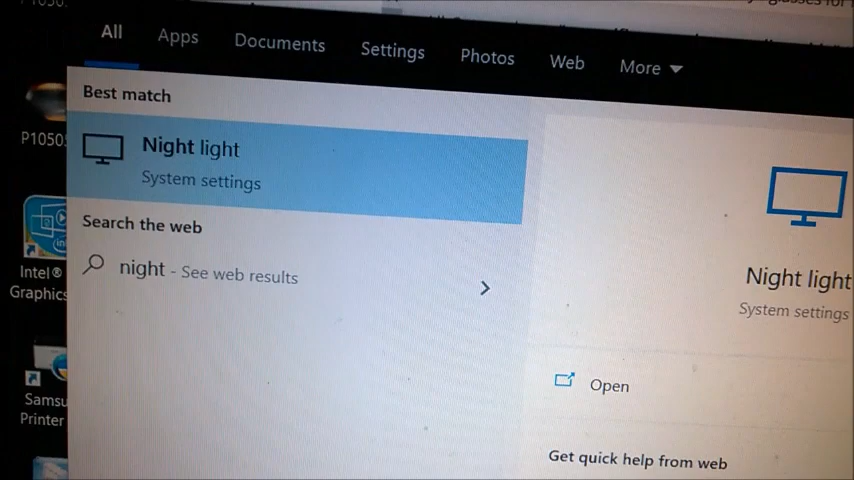 All Apps Documents Settings Photos Web More
Best match
Night light
System settings
Search the web
night - See web results
Night light
System settings
Open
Get quick help from web
P1050
Intel®
Graphics
Samsu
Printer